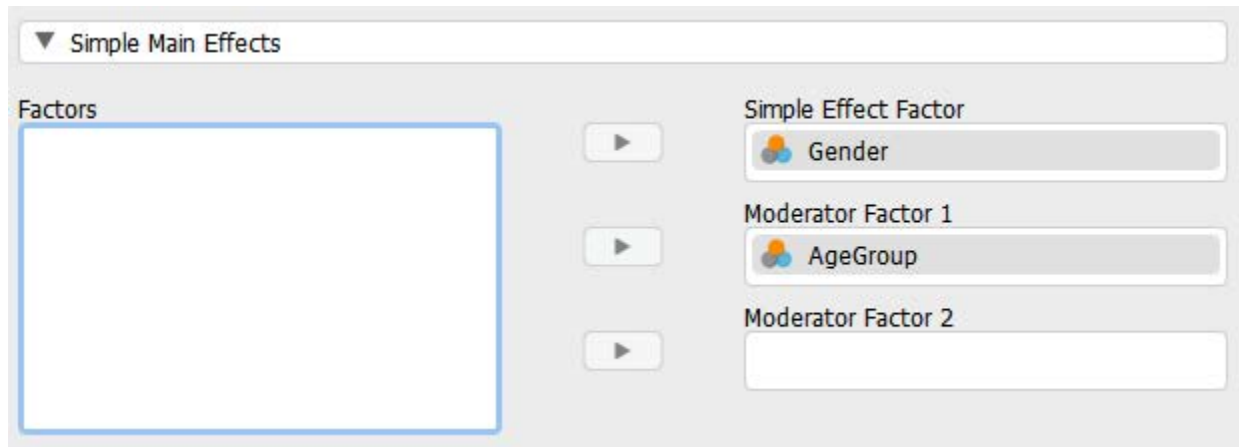 Simple Main Effects
Factors
Simple Effect Factor
Gender
Moderator Factor 1
AgeGroup
Moderator Factor 2